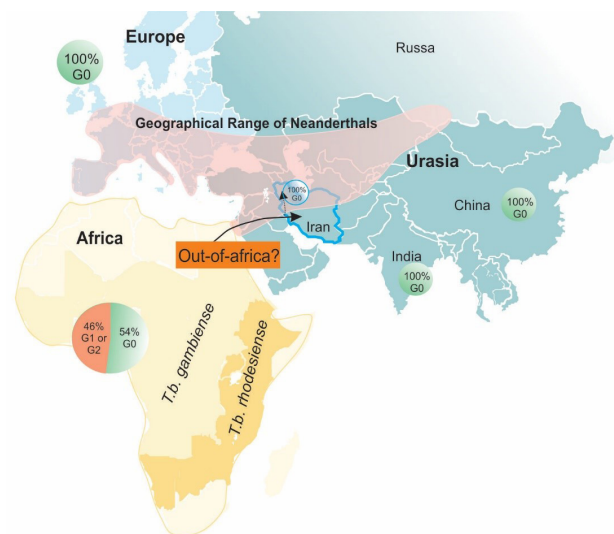 Europe
Russa
100%
G0
Geographical Range of Neanderthals
Urasia
100%
G0
China
100%
G0
Iran
Africa
Out-of-africa?
India
100%
G0
46%
G1 or
G2
54%
G0
T.b. gambiense
T.b. rhodesiense